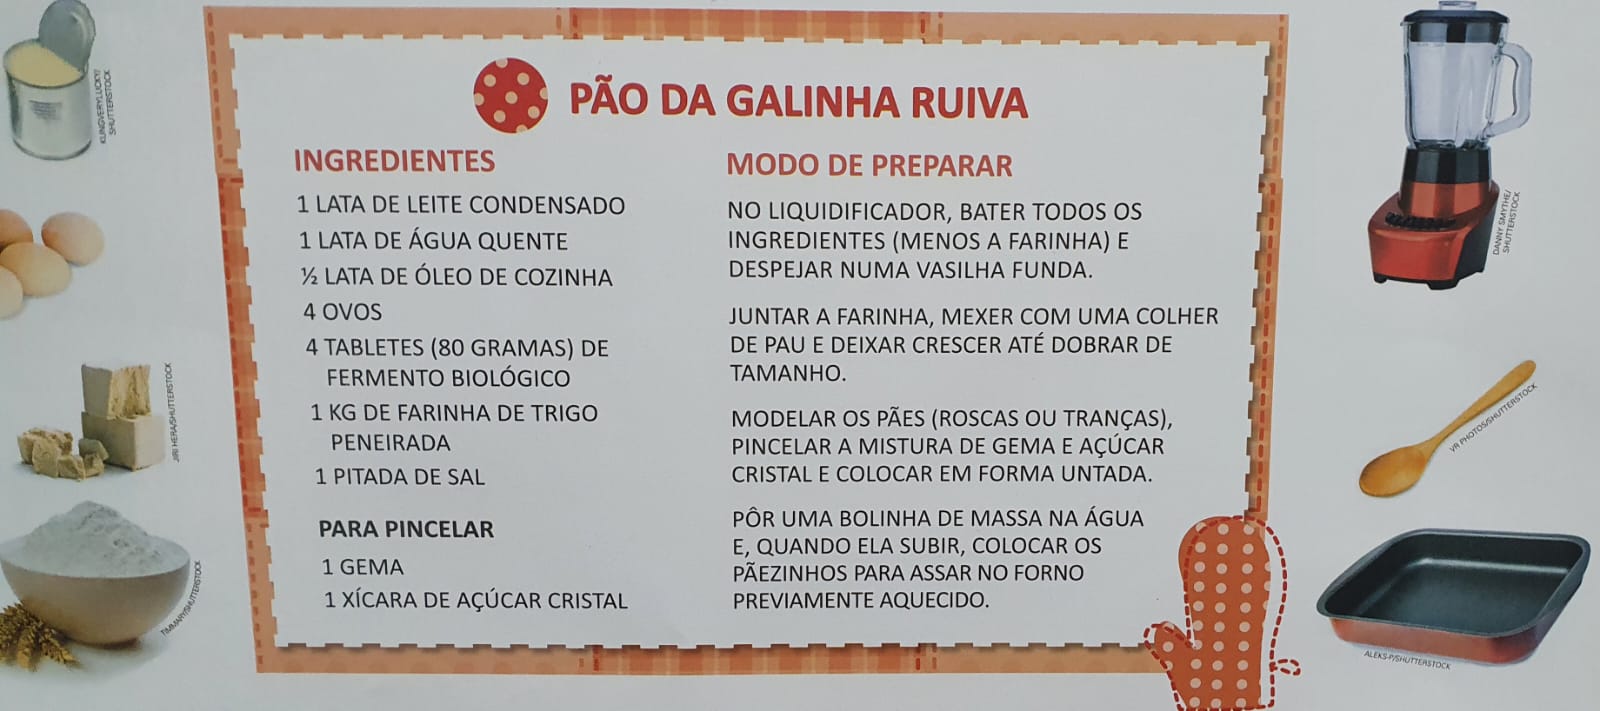 PÃO DA GALINHA RUIVA
INGREDIENTES
1 LATA DE LEITE CONDENSADO
1 LATA DE ÁGUA QUENTE
½ LATA DE ÓLEO DE COZINHA
4 OVOS
4 TABLETES (80 GRAMAS) DE
FERMENTO BIOLÓGICO
1 KG DE FARINHA DE TRIGO
PENEIRADA
1 PITADA DE SAL
PARA PINCELAR
1 GEMA
1 XÍCARA DE AÇÚCAR CRISTAL
MODO DE PREPARAR
NO LIQUIDIFICADOR, BATER TODOS OS
INGREDIENTES (MENOS A FARINHA) E
DESPEJAR NUMA VASILHA FUNDA.
JUNTAR A FARINHA, MEXER COM UMA COLHER
DE PAU E DEIXAR CRESCER ATÉ DOBRAR DE
TAMANHO.
MODELAR OS PÃES (ROSCAS OU TRANÇAS),
PINCELAR A MISTURA DE GEMA E AÇÚCAR
CRISTAL E COLOCAR EM FORMA UNTADA.
PÔR UMA BOLINHA DE MASSA NA ÁGUA
E, QUANDO ELA SUBIR, COLOCAR OS
PÃEZINHOS PARA ASSAR NO FORNO
PREVIAMENTE AQUECIDO.
KUNGVERYLUCKY/
SHUTTERSTOCK
JIRI HERA/SHUTTERSTOCK
TIMMARY/SHUTTERSTOCK
DANNY SMYTHE/
SHUTTERSTOCK
VR PHOTOS/SHUTTERSTOCK
ALEKS-P/SHUTTERSTOCK